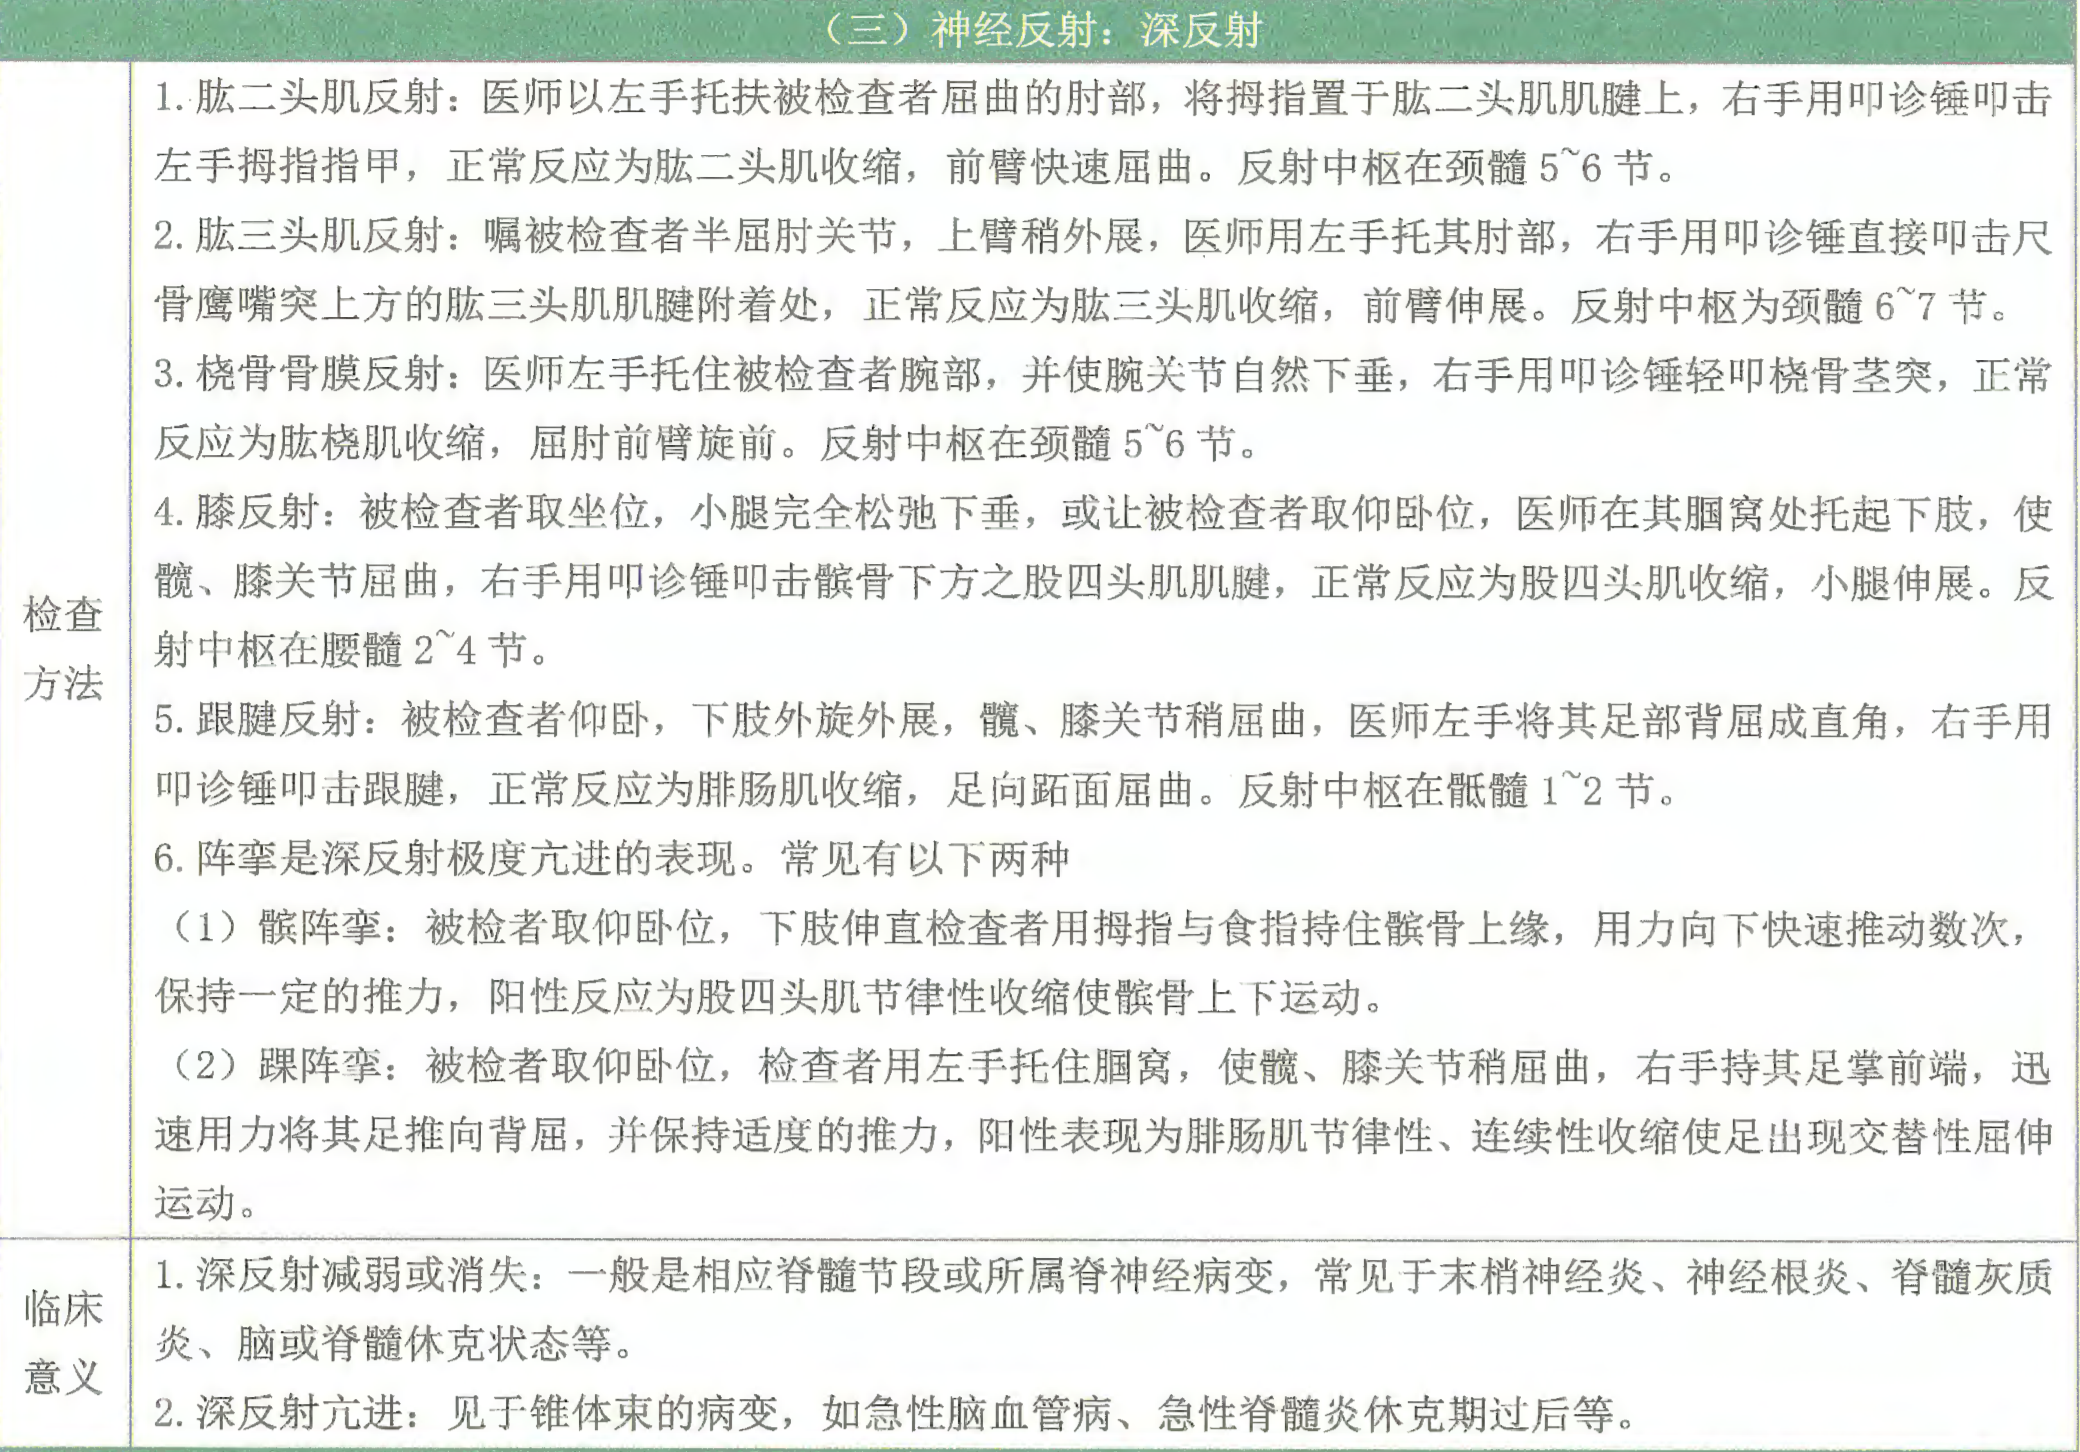 （三）神经反射：深反射
1. 肱二头肌反射：医师以左手托扶被检查者屈曲的肘部，将拇指置于肱二头肌肌腱上，右手用叩诊锤叩击
左手拇指指甲，正常反应为肱二头肌收缩，前臂快速屈曲。反射中枢在颈髓 5~6 节。
2. 肱三头肌反射：嘱被检查者半屈肘关节，上臂稍外展，医师用左手托其肘部，右手用叩诊锤直接叩击尺
骨鹰嘴突上方的肱三头肌肌腱附着处，正常反应为肱三头肌收缩，前臂伸展。反射中枢为颈髓 6~7 节。
3. 桡骨骨膜反射：医师左手托住被检查者腕部，并使腕关节自然下垂，右手用叩诊锤轻叩桡骨茎突，正常
反应为肱桡肌收缩，屈肘前臂旋前。反射中枢在颈髓 5~6 节。
4. 膝反射：被检查者取坐位，小腿完全松弛下垂，或让被检查者取仰卧位，医师在其腘窝处托起下肢，使
髋、膝关节屈曲，右手用叩诊锤叩击髌骨下方之股四头肌肌腱，正常反应为股四头肌收缩，小腿伸展。反
射中枢在腰髓 2~4 节。
5. 跟腱反射：被检查者仰卧，下肢外旋外展，髋、膝关节稍屈曲，医师左手将其足部背屈成直角，右手用
叩诊锤叩击跟腱，正常反应为腓肠肌收缩，足向跖面屈曲。反射中枢在骶髓 1~2 节。
6. 阵挛是深反射极度亢进的表现。常见有以下两种
（1）髌阵挛：被检者取仰卧位，下肢伸直检查者用拇指与食指持住髌骨上缘，用力向下快速推动数次，
保持一定的推力，阳性反应为股四头肌节律性收缩使髌骨上下运动。
（2）踝阵挛：被检者取仰卧位，检查者用左手托住腘窝，使髋、膝关节稍屈曲，右手持其足掌前端，迅
速用力将其足推向背屈，并保持适度的推力，阳性表现为腓肠肌节律性、连续性收缩使足出现交替性屈伸
运动。
检查
方法
1. 深反射减弱或消失：一般是相应脊髓节段或所属脊神经病变，常见于末梢神经炎、神经根炎、脊髓灰质
炎、脑或脊髓休克状态等。
2. 深反射亢进：见于锥体束的病变，如急性脑血管病、急性脊髓炎休克期过后等。
临床
意义